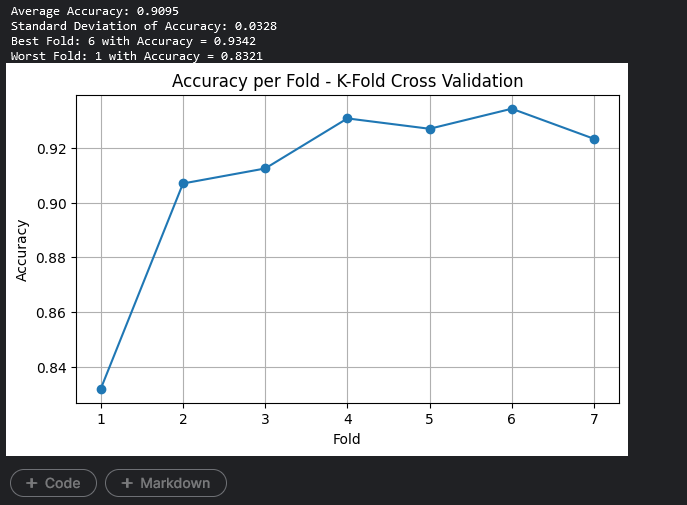 Average Accuracy: 0.9095
Standard Deviation of Accuracy: 0.0328
Best Fold: 6 with Accuracy = 0.9342
Worst Fold: 1 with Accuracy = 0.8321
Accuracy per Fold - K-Fold Cross Validation
Accuracy
0.92
0.90
0.88
0.86
0.84
1 2 3 4 5 6 7
Fold
+ Code + Markdown